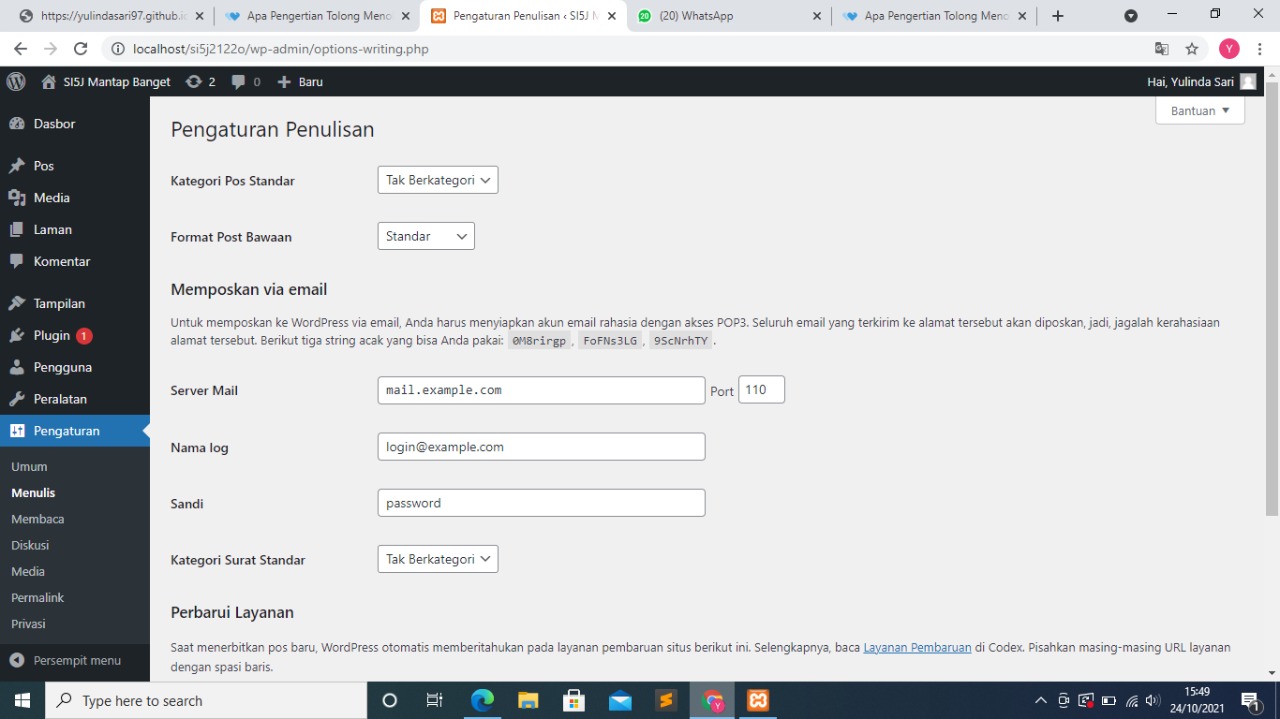 https://yulindasari97.github.i
Apa Pengertian Tolong Meno
Pengaturan Penulisan ‹ SI5J M
(20) WhatsApp
Apa Pengertian Tolong Meno
localhost/si5j2122o/wp-admin/options-writing.php
Y
SI5J Mantap Banget
2
0
Baru
Hai, Yulinda Sari
Bantuan
Dasbor
Pos
Media
Laman
Komentar
Tampilan
Plugin 1
Pengguna
Peralatan
Pengaturan
Umum
Menulis
Membaca
Diskusi
Media
Permalink
Privasi
Persempit menu
Pengaturan Penulisan
Kategori Pos Standar
Tak Berkategori
Format Post Bawaan
Standar
Memposkan via email
Untuk memposkan ke WordPress via email, Anda harus menyiapkan akun email rahasia dengan akses POP3. Seluruh email yang terkirim ke alamat tersebut akan diposkan, jadi, jagalah kerahasiaan
alamat tersebut. Berikut tiga string acak yang bisa Anda pakai: 0M8rirgp , FoFNs3LG , 9ScNrhTY .
Server Mail
mail.example.com
Port 110
Nama log
login@example.com
Sandi
password
Kategori Surat Standar
Tak Berkategori
Perbarui Layanan
Saat menerbitkan pos baru, WordPress otomatis memberitahukan pada layanan pembaruan situs berikut ini. Selengkapnya, baca Layanan Pembaruan di Codex. Pisahkan masing-masing URL layanan
dengan spasi baris.
Type here to search
15:49
24/10/2021
1